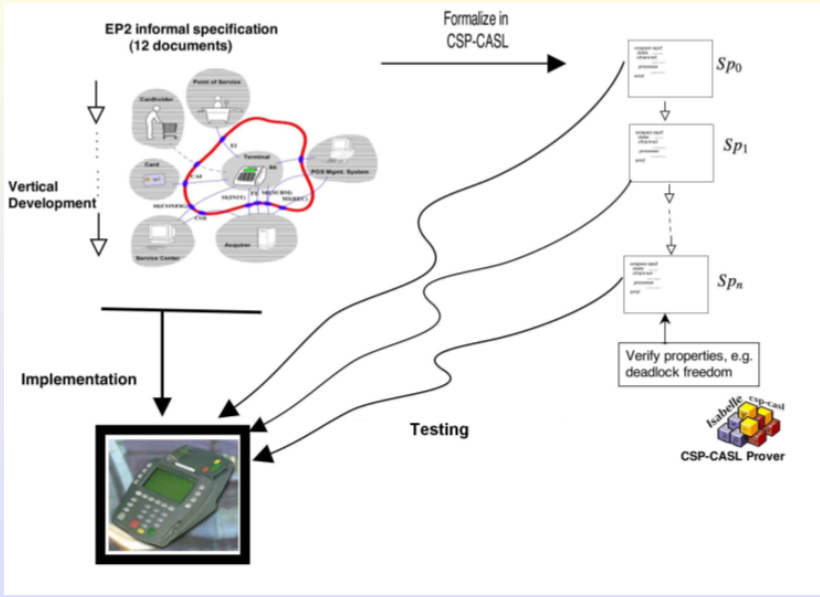 EP2 informal specification
(12 documents)
Formalize in
CSP-CASL
Sp0
Sp1
Spn
Vertical
Development
Cardholder
Point of Service
Card
Terminal
POS Mgmt. System
Service Center
Acquirer
EI
Implementation
Testing
Verify properties, e.g.
deadlock freedom
Isabelle
csp-casl
CSP-CASL Prover